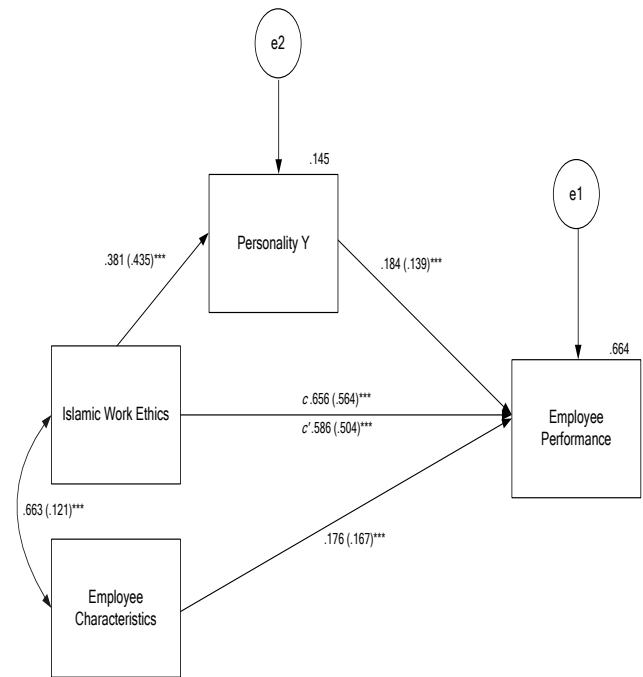 e2
.145
e1
Personality Y
.381 (.435)***
.184 (.139)***
.664
Islamic Work Ethics
c .656 (.564)***
c′.586 (.504)***
Employee
Performance
.663 (.121)***
.176 (.167)***
Employee
Characteristics